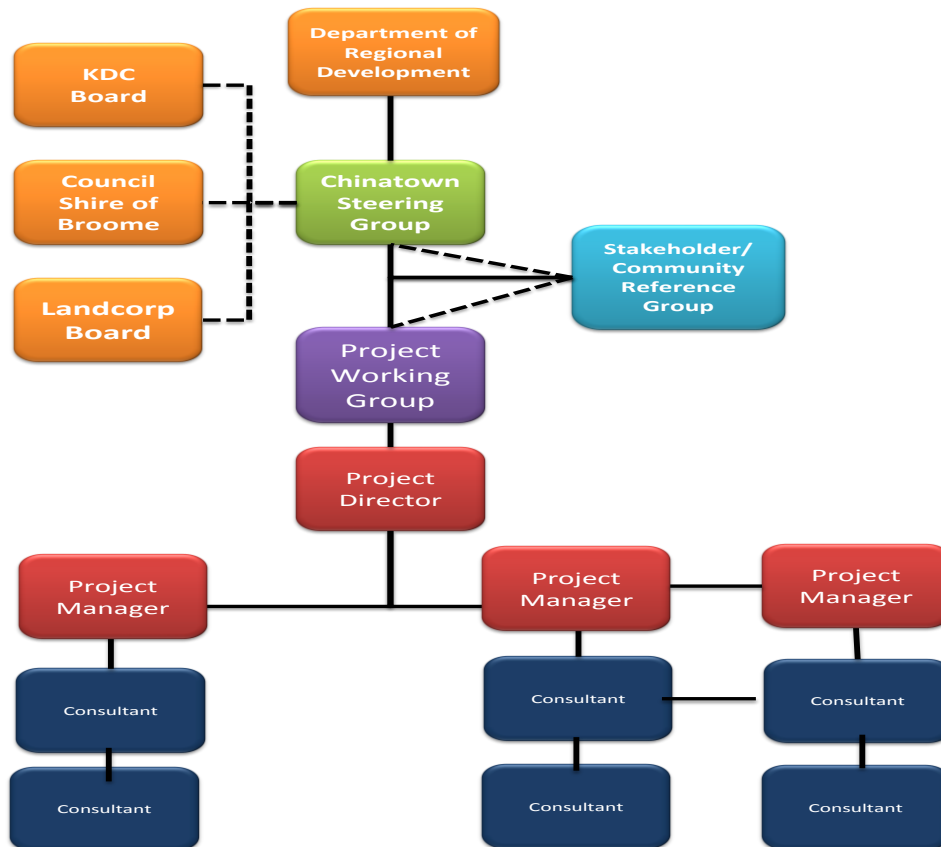 Department of
Regional
Development
KDC
Board
Council
Shire of
Broome
Landcorp
Board
Chinatown
Steering
Group
Stakeholder/
Community
Reference
Group
Project
Working
Group
Project
Director
Project
Manager
Project
Manager
Project
Manager
Consultant
Consultant
Consultant
Consultant
Consultant
Consultant